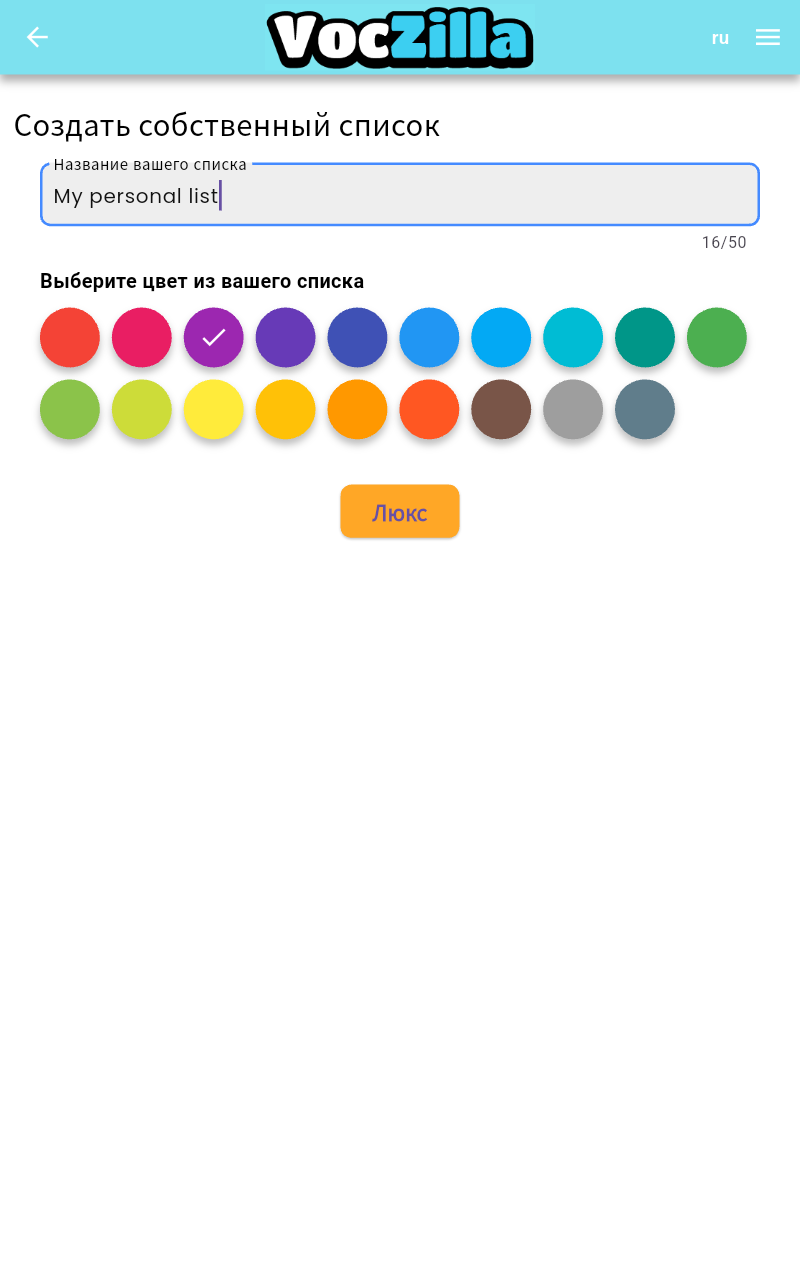 VocZilla
ru
Создать собственный список
Название вашего списка
My personal list
16/50
Выберите цвет из вашего списка
Люкс